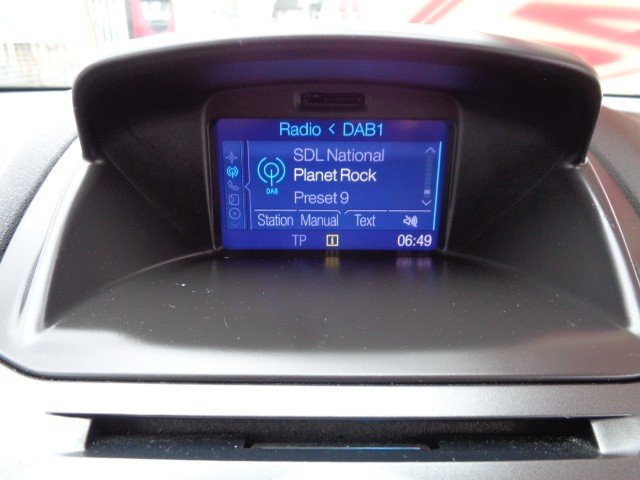 Radio < DAB1
SDL National
Planet Rock
DAB
Preset 9
Station Manual Text
TP i 06:49